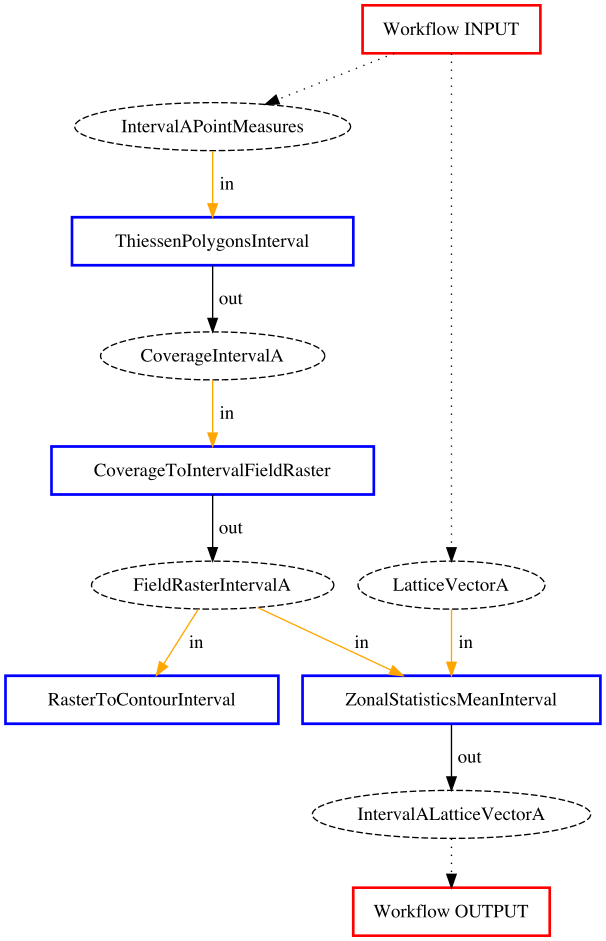 Workflow INPUT
IntervalAPointMeasures
in
ThiessenPolygonsInterval
out
CoverageIntervalA
in
CoverageToIntervalFieldRaster
out
FieldRasterIntervalA
LatticeVectorA
in
in
in
RasterToContourInterval
ZonalStatisticsMeanInterval
out
IntervalALatticeVectorA
Workflow OUTPUT